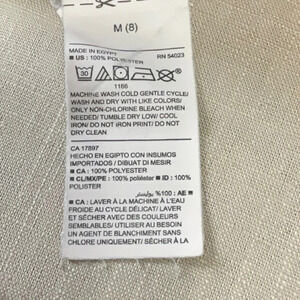 M (8)
MADE IN EGYPT
■ US : 100% POLYESTER RN 54023
30
1166
MACHINE WASH COLD GENTLE CYCLE/
WASH AND DRY WITH LIKE COLORS/
ONLY NON-CHLORINE BLEACH WHEN
NEEDED/ TUMBLE DRY LOW/ COOL
IRON/ DO NOT IRON PRINT/ DO NOT
DRY CLEAN
CA 17897
HECHO EN EGIPTO CON INSUMOS
IMPORTADOS / DIBUAT DI MESIR
■ CA : 100% POLYESTER
■ CL/MX/PE : 100% poliéster ■ ID : 100%
poliester
■ AE : 100% بوليستر
■ CA : LAVER À LA MACHINE À L'EAU
FROIDE AU CYCLE DÉLICAT/ LAVER
ET SÉCHER AVEC DES COULEURS
SEMBLABLES/ UTILISER AU BESOIN
UN AGENT DE BLANCHIMENT SANS
CHLORE UNIQUEMENT/ SÉCHER À LA